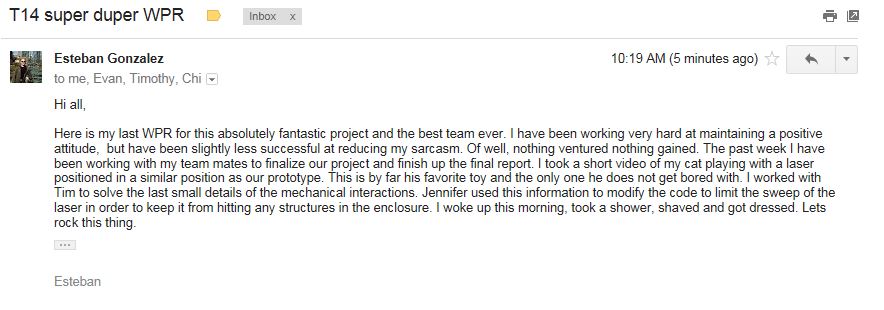 T14 super duper WPR
Inbox x
Esteban Gonzalez
10:19 AM (5 minutes ago)
to me, Evan, Timothy, Chi
Hi all,
Here is my last WPR for this absolutely fantastic project and the best team ever. I have been working very hard at maintaining a positive
attitude,  but have been slightly less successful at reducing my sarcasm. Of well, nothing ventured nothing gained. The past week I have
been working with my team mates to finalize our project and finish up the final report. I took a short video of my cat playing with a laser
positioned in a similar position as our prototype. This is by far his favorite toy and the only one he does not get bored with. I worked with
Tim to solve the last small details of the mechanical interactions. Jennifer used this information to modify the code to limit the sweep of the
laser in order to keep it from hitting any structures in the enclosure. I woke up this morning, took a shower, shaved and got dressed. Lets
rock this thing.
Esteban